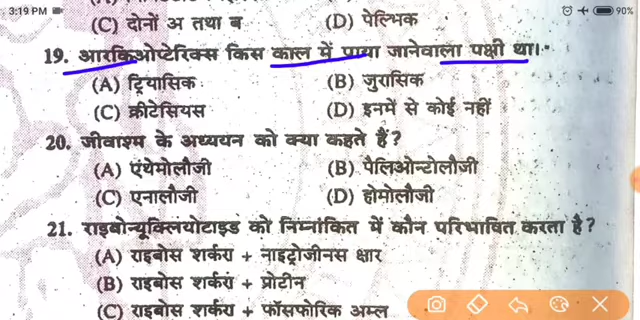 3:19 PM
90%
(C) दोनों अ तथा ब (D) पेल्भिक
19. आरकिओप्टेरिक्स किस काल में पाया जानेवाला पक्षी था।
(A) ट्रियासिक (B) जुरासिक
(C) क्रीटेसियस (D) इनमें से कोई नहीं
20. जीवाश्म के अध्ययन को क्या कहते हैं?
(A) एंथेमोलौजी (B) पैलिओन्टोलौजी
(C) एनालौजी (D) होमोलौजी
21. राइबोन्यूक्लियोटाइड को निम्नांकित में कौन परिभाषित करता है?
(A) राइबोस शर्करा + नाइट्रोजीनस क्षार
(B) राइबोस शर्करा + प्रोटीन
(C) राइबोस शर्करा + फॉसफोरिक अम्ल